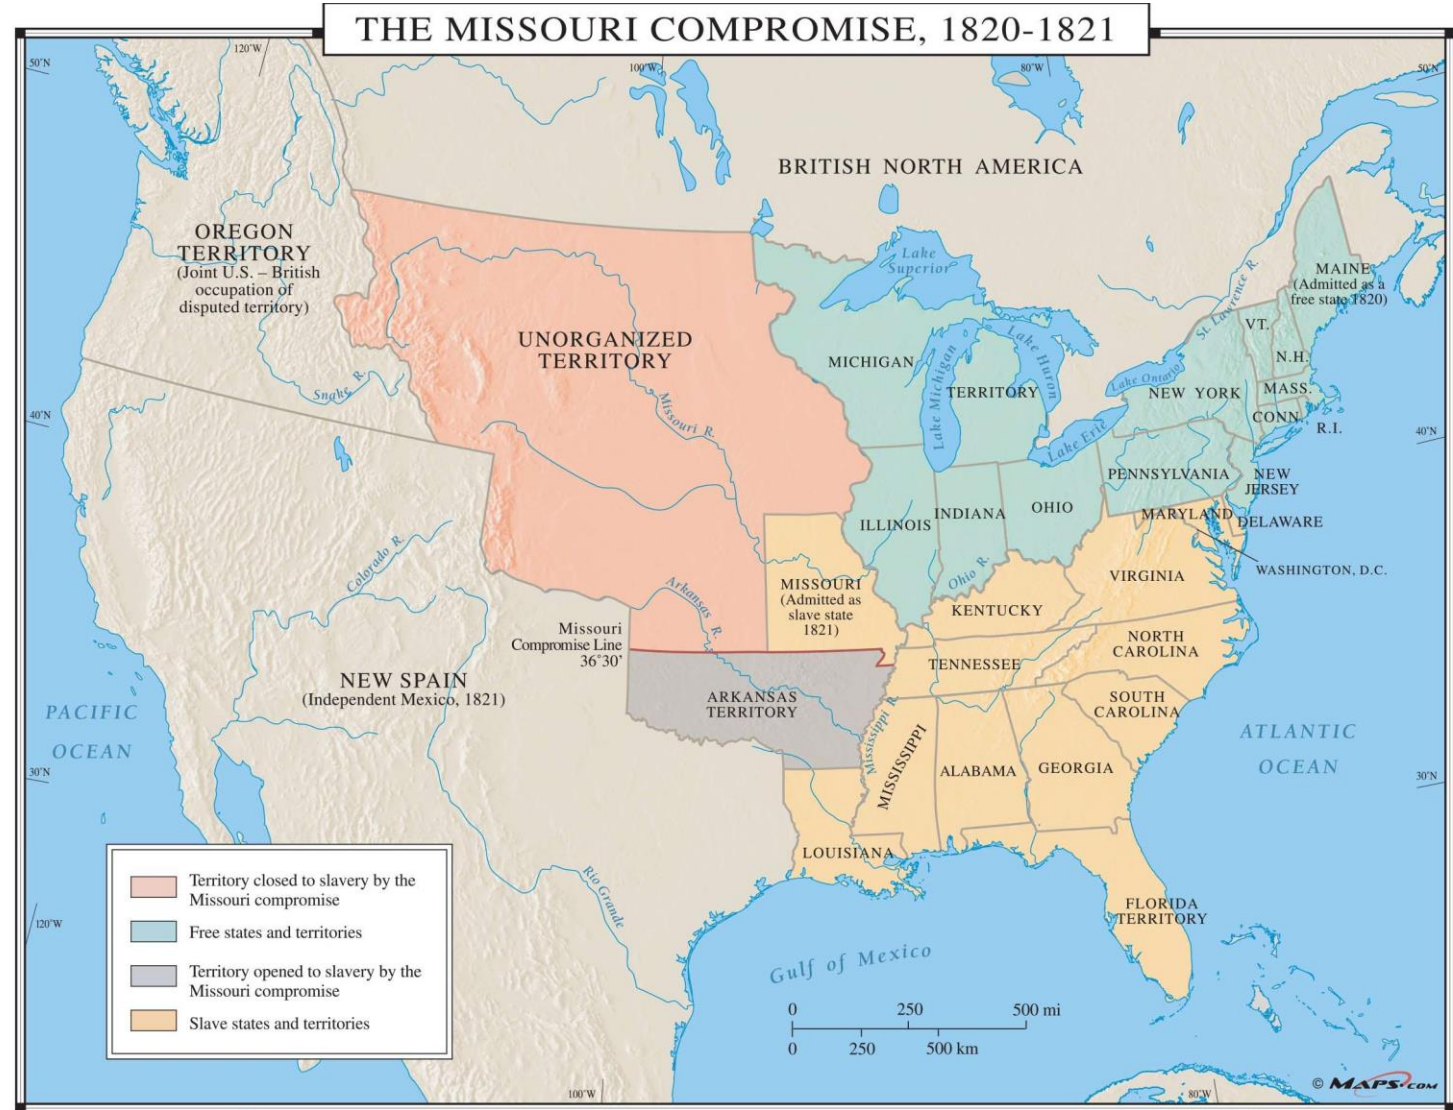 THE MISSOURI COMPROMISE, 1820-1821
120°W
100°W
80°W
50°N
50°N
BRITISH NORTH AMERICA
OREGON
TERRITORY
(Joint U.S. – British
occupation of
disputed territory)
Lake
Superior
MAINE
(Admitted as a
free state 1820)
St. Lawrence R.
VT.
N.H.
UNORGANIZED
TERRITORY
MICHIGAN
TERRITORY
Lake Michigan
Lake Huron
Lake Ontario
Lake Erie
NEW YORK
MASS.
CONN.
R.I.
Snake R.
Missouri R.
40°N
40°N
PENNSYLVANIA
NEW
JERSEY
ILLINOIS
INDIANA
OHIO
MARYLAND
DELAWARE
WASHINGTON, D.C.
Colorado R.
Arkansas R.
MISSOURI
(Admitted as
slave state
1821)
Ohio R.
VIRGINIA
KENTUCKY
Missouri
Compromise Line
36°30'
NORTH
CAROLINA
TENNESSEE
NEW SPAIN
(Independent Mexico, 1821)
ARKANSAS
TERRITORY
Mississippi R.
SOUTH
CAROLINA
PACIFIC
OCEAN
ATLANTIC
OCEAN
MISSISSIPPI
ALABAMA
GEORGIA
30°N
30°N
LOUISIANA
Rio Grande
FLORIDA
TERRITORY
Gulf of Mexico
Territory closed to slavery by the
Missouri compromise
Free states and territories
Territory opened to slavery by the
Missouri compromise
Slave states and territories
120°W
0 250 500 mi
0 250 500 km
100°W
80°W
© MAPS.COM